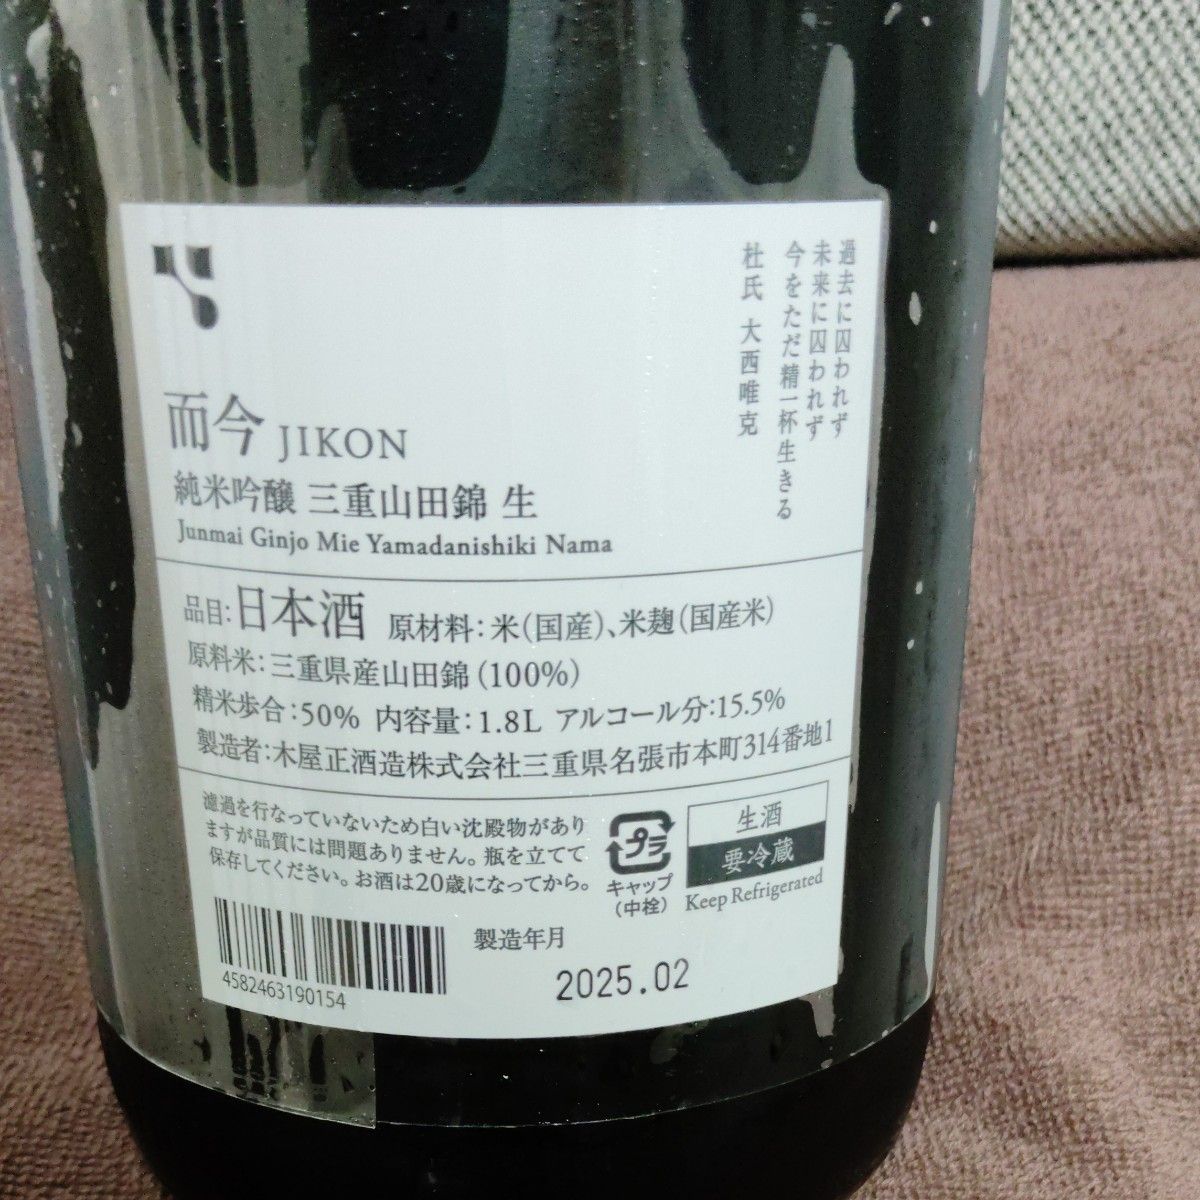 過去に囚われず
未来に囚われず
今をただ精一杯生きる
杜氏 大西唯克
而今 JIKON
純米吟醸 三重山田錦 生
Junmai Ginjo Mie Yamadanishiki Nama
品目:日本酒 原材料:米(国産)、米麹(国産米)
原料米:三重県産山田錦(100%)
精米歩合:50% 内容量:1.8L アルコール分:15.5%
製造者:木屋正酒造株式会社三重県名張市本町314番地1
濾過を行なっていないため白い沈殿物があり
ますが品質には問題ありません。瓶を立てて
保存してください。お酒は20歳になってから。
プラ
キャップ
(中栓)
生酒
要冷蔵
Keep Refrigerated
4582463190154
製造年月
2025.02